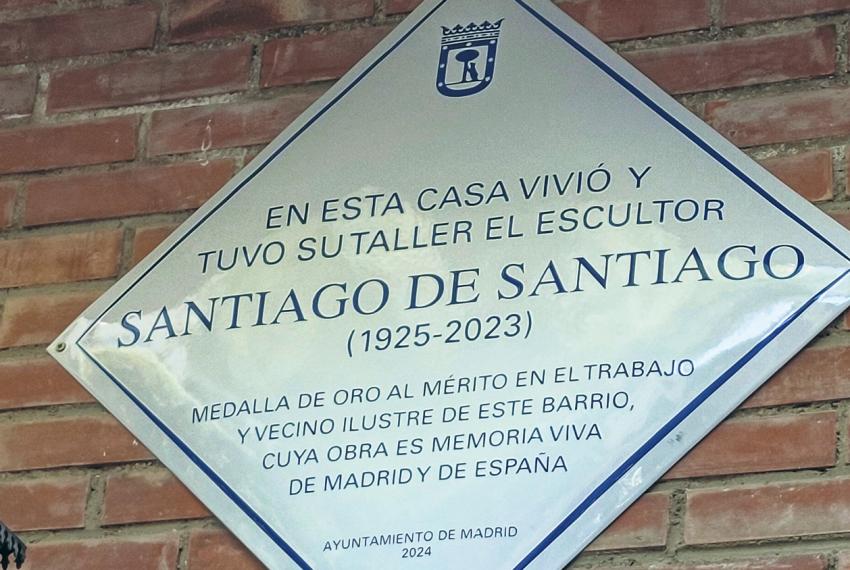 EN ESTA CASA VIVIÓ Y
TUVO SU TALLER EL ESCULTOR
SANTIAGO DE SANTIAGO
(1925-2023)
MEDALLA DE ORO AL MÉRITO EN EL TRABAJO
Y VECINO ILUSTRE DE ESTE BARRIO,
CUYA OBRA ES MEMORIA VIVA
DE MADRID Y DE ESPAÑA
AYUNTAMIENTO DE MADRID
2024